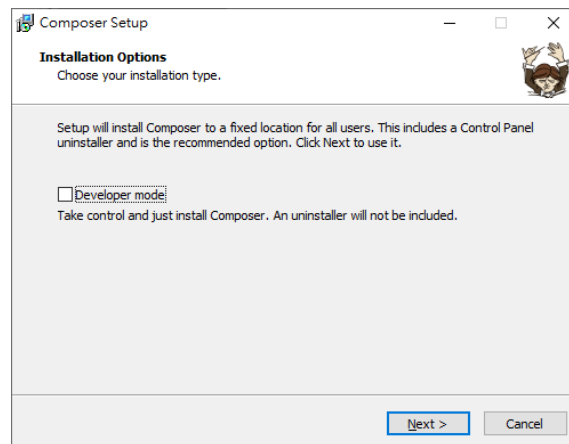 Composer Setup
Installation Options
Choose your installation type.
Setup will install Composer to a fixed location for all users. This includes a Control Panel
uninstaller and is the recommended option. Click Next to use it.
Developer mode
Take control and just install Composer. An uninstaller will not be included.
Next >
Cancel